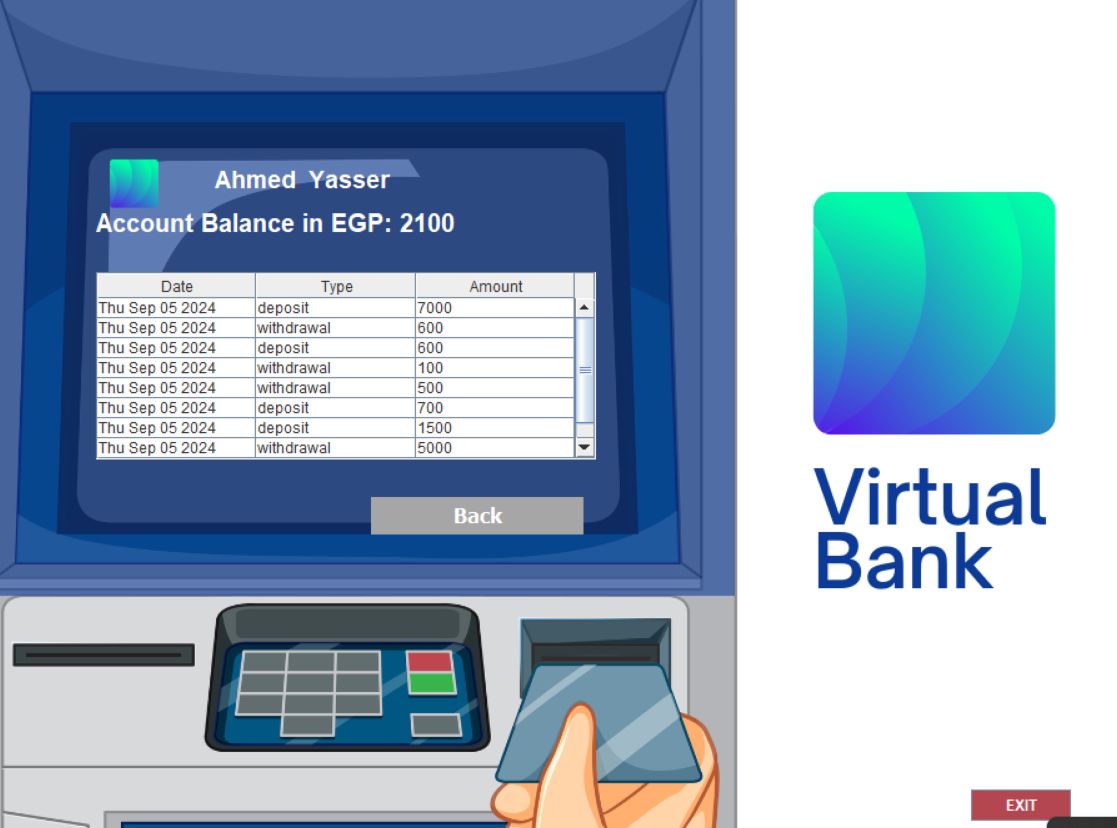 Ahmed  Yasser
Account Balance in EGP: 2100
Date Type Amount
Thu Sep 05 2024 deposit 7000
Thu Sep 05 2024 withdrawal 600
Thu Sep 05 2024 deposit 600
Thu Sep 05 2024 withdrawal 100
Thu Sep 05 2024 withdrawal 500
Thu Sep 05 2024 deposit 700
Thu Sep 05 2024 deposit 1500
Thu Sep 05 2024 withdrawal 5000
Back
Virtual
Bank
EXIT